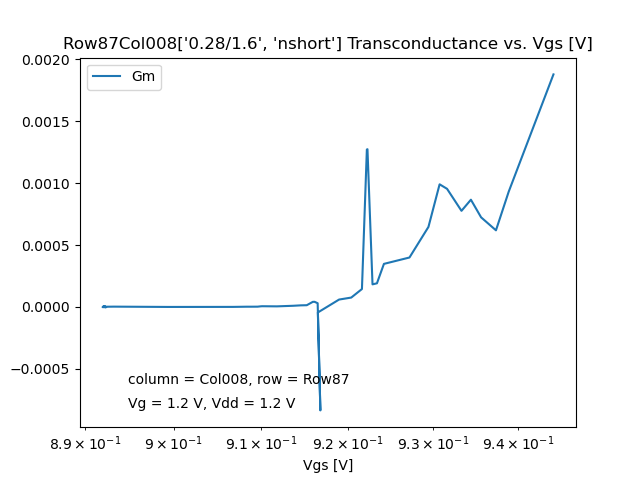 Row87Col008['0.28/1.6', 'nshort'] Transconductance vs. Vgs [V]
0.0020
Gm
0.0015
0.0010
0.0005
0.0000
−0.0005
column = Col008, row = Row87
Vg = 1.2 V, Vdd = 1.2 V
8.9 × 10⁻¹ 9 × 10⁻¹ 9.1 × 10⁻¹ 9.2 × 10⁻¹ 9.3 × 10⁻¹ 9.4 × 10⁻¹
Vgs [V]